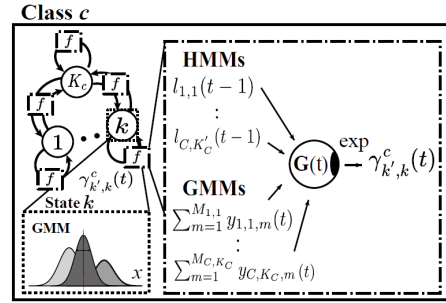 Class c
f
K_c
f
1
k
f
f
γ^c_{k',k}(t)
State k
GMM
x
HMMs
l_{1,1}(t−1)
⋮
l_{C,K'_C}(t−1)
GMMs
∑^{M_{1,1}}_{m=1} y_{1,1,m}(t)
⋮
∑^{M_{C,K_C}}_{m=1} y_{C,K_C,m}(t)
G(t)
exp
γ^c_{k',k}(t)